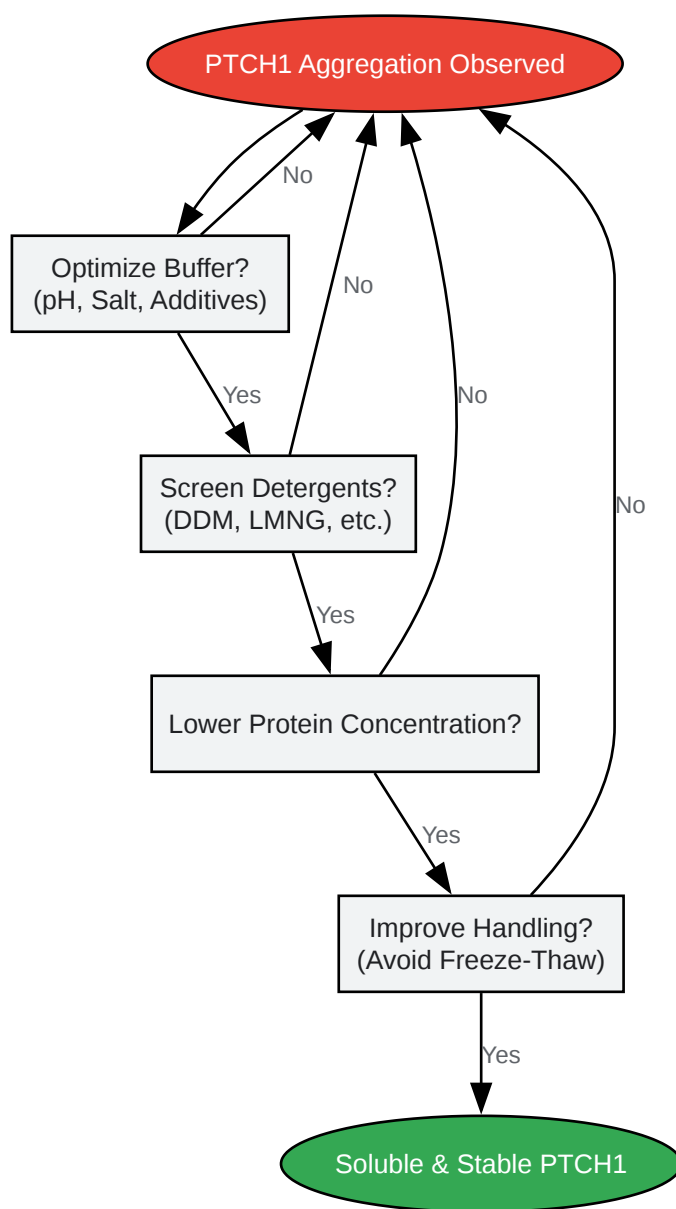 PTCH1 Aggregation Observed
No
Optimize Buffer?
(pH, Salt, Additives)
No
Yes
No
Screen Detergents?
(DDM, LMNG, etc.)
No
Yes
Lower Protein Concentration?
Yes
Improve Handling?
(Avoid Freeze-Thaw)
Yes
Soluble & Stable PTCH1